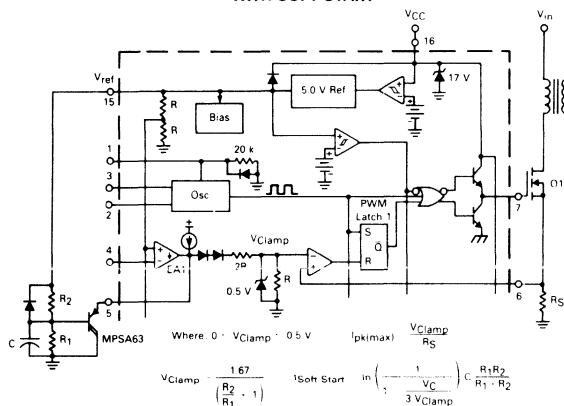 VCC
Vin
16
Vref
15
R
R
Bias
5.0 V Ref
17 V
1
20 k
3
Osc
2
7
Q1
PWM
Latch 1
S
Q
R
4
EA1
VClamp
2R
R
0.5 V
5
6
RS
R2
R1
C
MPSA63
Where: 0 VClamp 0.5 V
Ipk(max) VClamp
RS
VClamp 1.67
(R2
R1 1)
tSoft Start ln (1
VC
3 VClamp) C R1R2
R1 R2